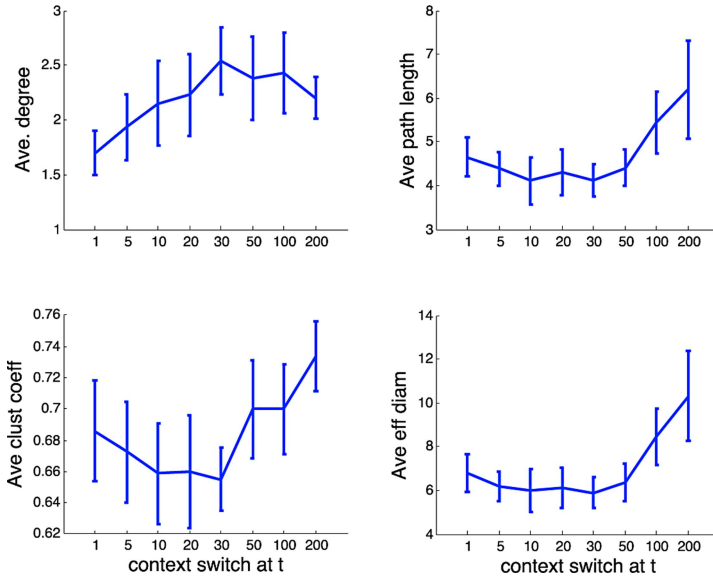 Ave. degree
3
2.5
2
1.5
1
1 5 10 20 30 50 100 200
Ave path length
8
7
6
5
4
3
1 5 10 20 30 50 100 200
Ave clust coeff
0.76
0.74
0.72
0.7
0.68
0.66
0.64
0.62
1 5 10 20 30 50 100 200
context switch at t
Ave eff diam
14
12
10
8
6
4
1 5 10 20 30 50 100 200
context switch at t